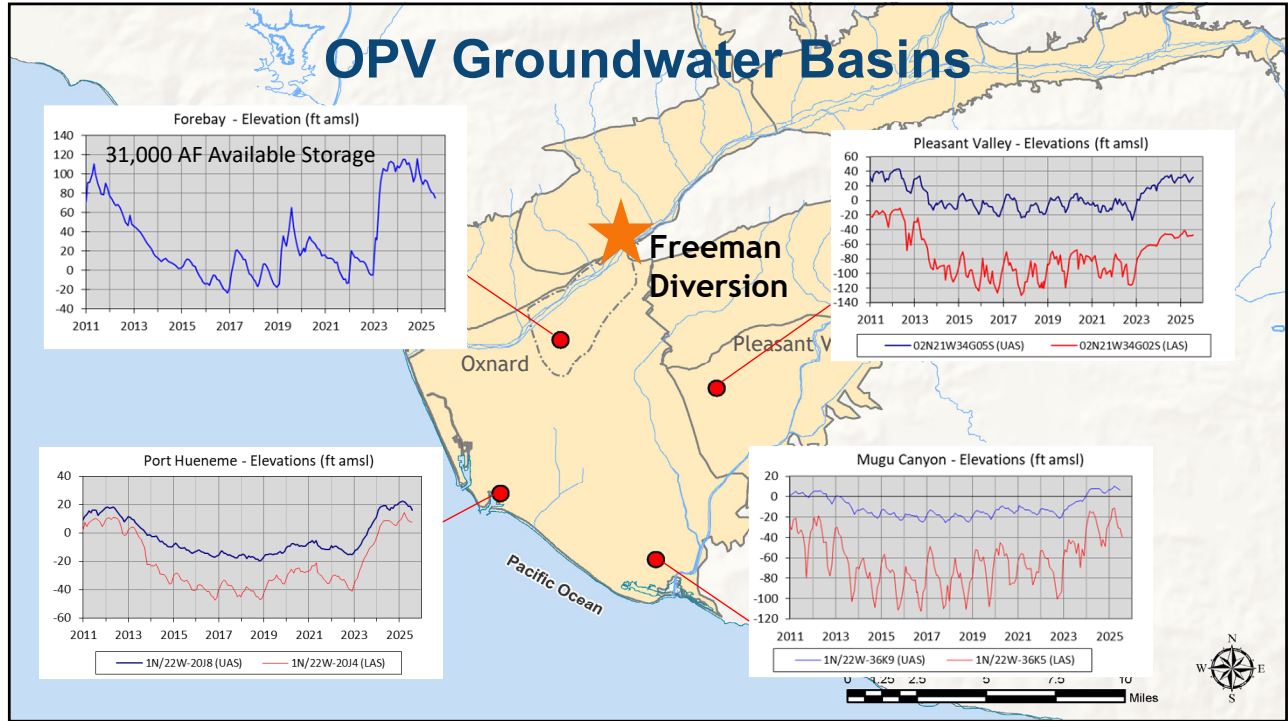 OPV Groundwater Basins
Forebay - Elevation (ft amsl)
31,000 AF Available Storage
140
120
100
80
60
40
20
0
-20
-40
2011 2013 2015 2017 2019 2021 2023 2025
Pleasant Valley - Elevations (ft amsl)
60
40
20
0
-20
-40
-60
-80
-100
-120
-140
2011 2013 2015 2017 2019 2021 2023 2025
02N21W34G05S (UAS) 02N21W34G02S (LAS)
Freeman
Diversion
Oxnard
Pleasant V
Port Hueneme - Elevations (ft amsl)
40
20
0
-20
-40
-60
2011 2013 2015 2017 2019 2021 2023 2025
1N/22W-20J8 (UAS) 1N/22W-20J4 (LAS)
Mugu Canyon - Elevations (ft amsl)
20
0
-20
-40
-60
-80
-100
-120
2011 2013 2015 2017 2019 2021 2023 2025
1N/22W-36K9 (UAS) 1N/22W-36K5 (LAS)
Pacific Ocean
0 1.25 2.5 5 7.5 10
Miles
N
W E
S